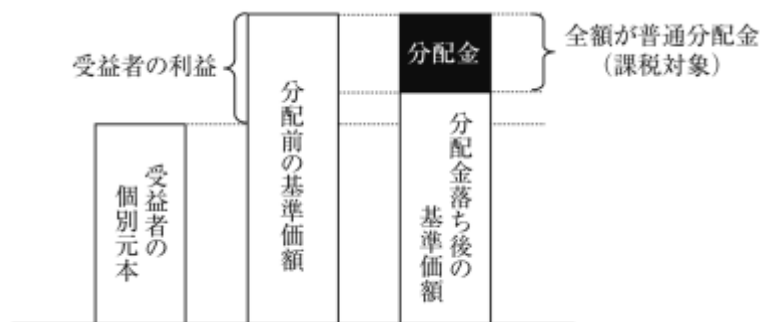 受益者の利益
分配金
全額が普通分配金
（課税対象）
受益者の
個別元本
分配前の基準価額
分配金落ち後の
基準価額